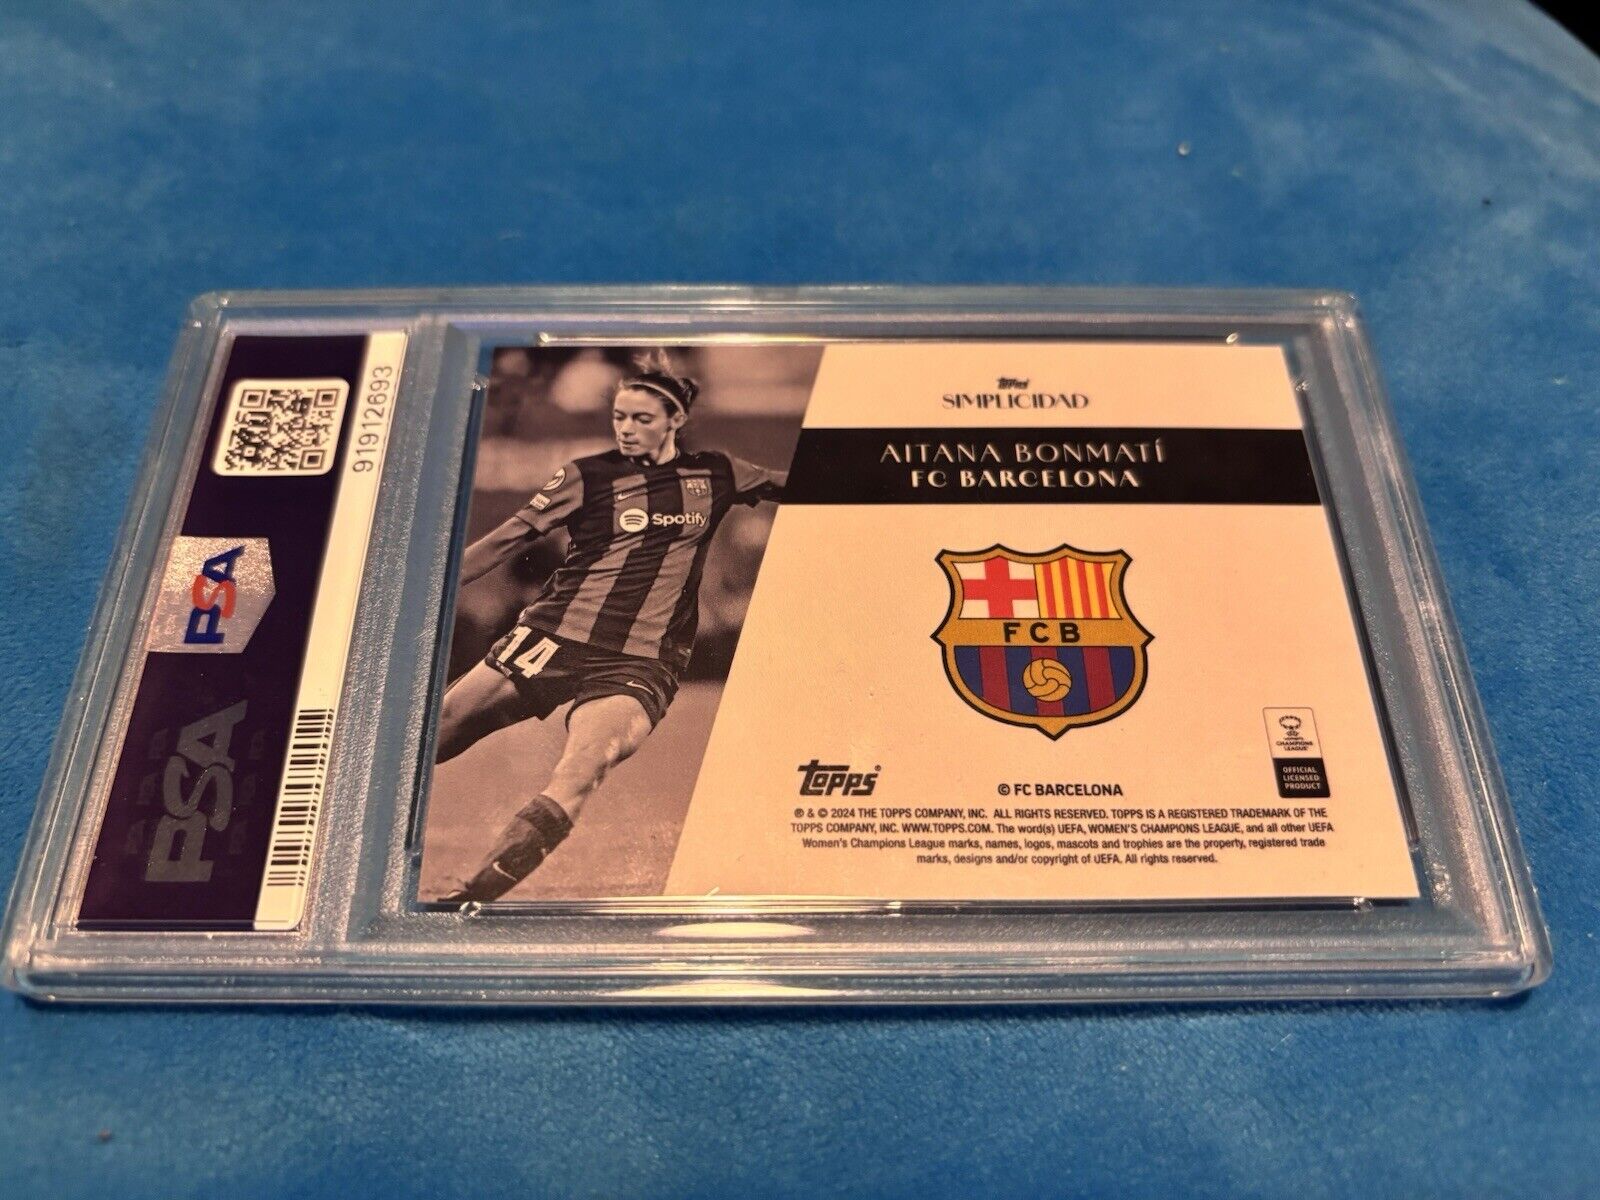 91912693
PSA
PSA
Spotify
14
topps
SIMPLICIDAD
AITANA BONMATÍ
FC BARCELONA
FCB
WOMEN'S
CHAMPIONS
LEAGUE
OFFICIAL
LICENSED
PRODUCT
topps®
© FC BARCELONA
® & © 2024 THE TOPPS COMPANY, INC. ALL RIGHTS RESERVED. TOPPS IS A REGISTERED TRADEMARK OF THE
TOPPS COMPANY, INC. WWW.TOPPS.COM. The word(s) UEFA, WOMEN'S CHAMPIONS LEAGUE, and all other UEFA
Women's Champions League marks, names, logos, mascots and trophies are the property, registered trade
marks, designs and/or copyright of UEFA. All rights reserved.